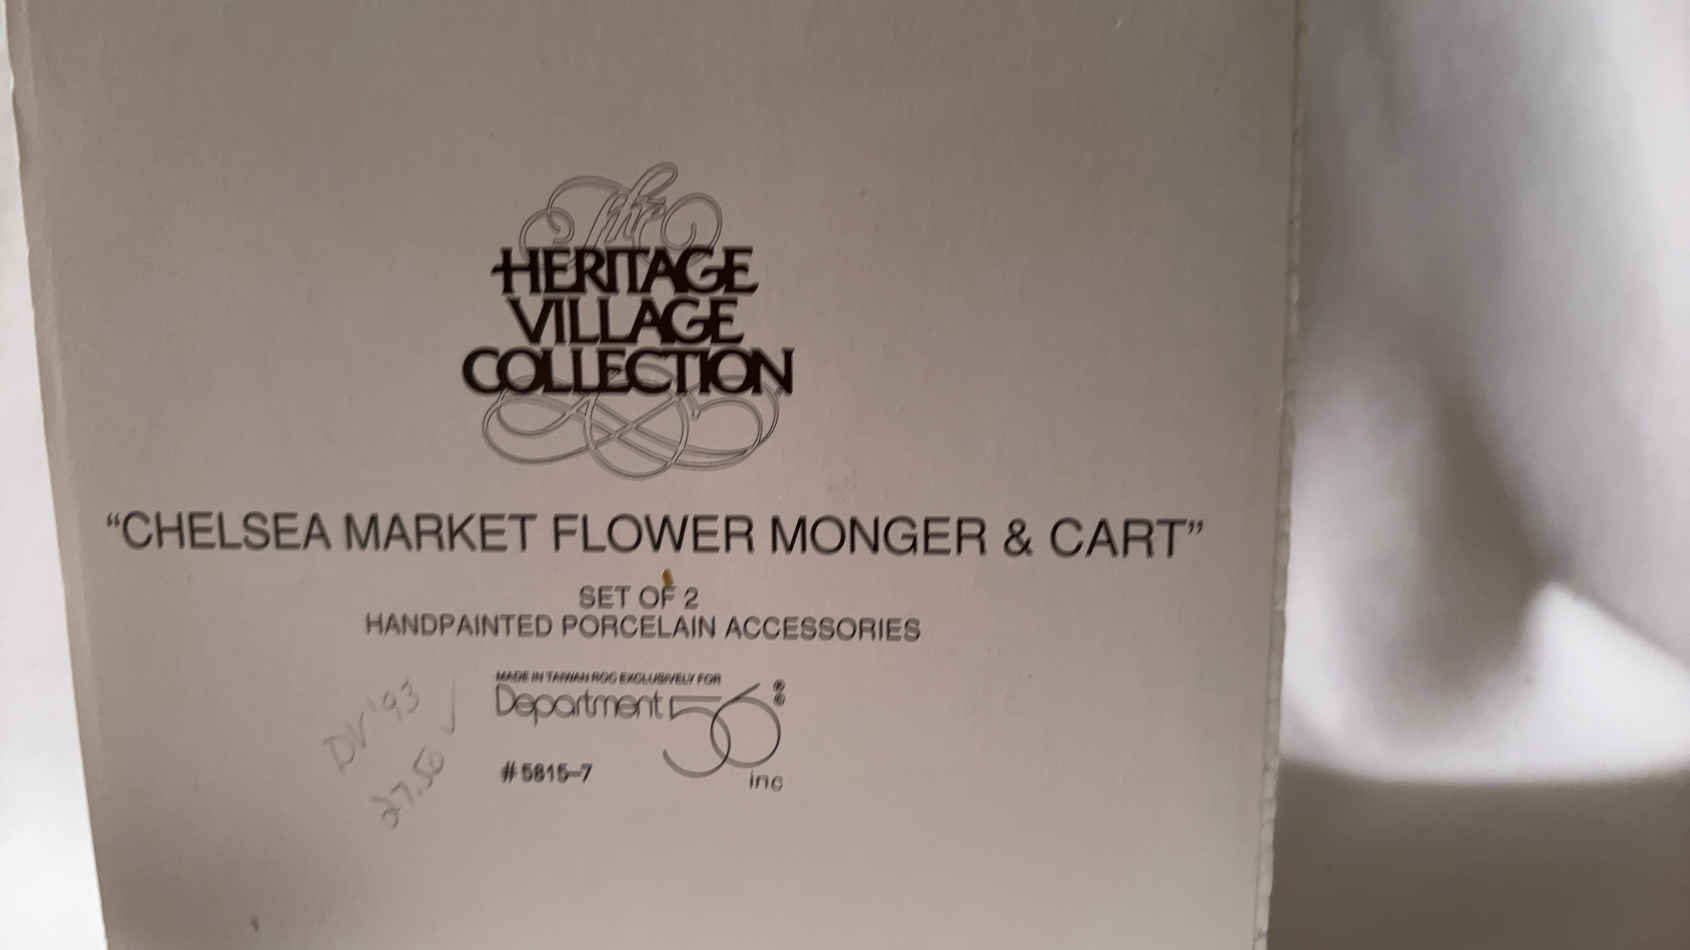 The
HERITAGE
VILLAGE
COLLECTION
“CHELSEA MARKET FLOWER MONGER & CART”
SET OF 2
HANDPAINTED PORCELAIN ACCESSORIES
MADE IN TAIWAN ROC EXCLUSIVELY FOR
Department 56®©
inc
#5815-7
DV '93 ✓
27.50